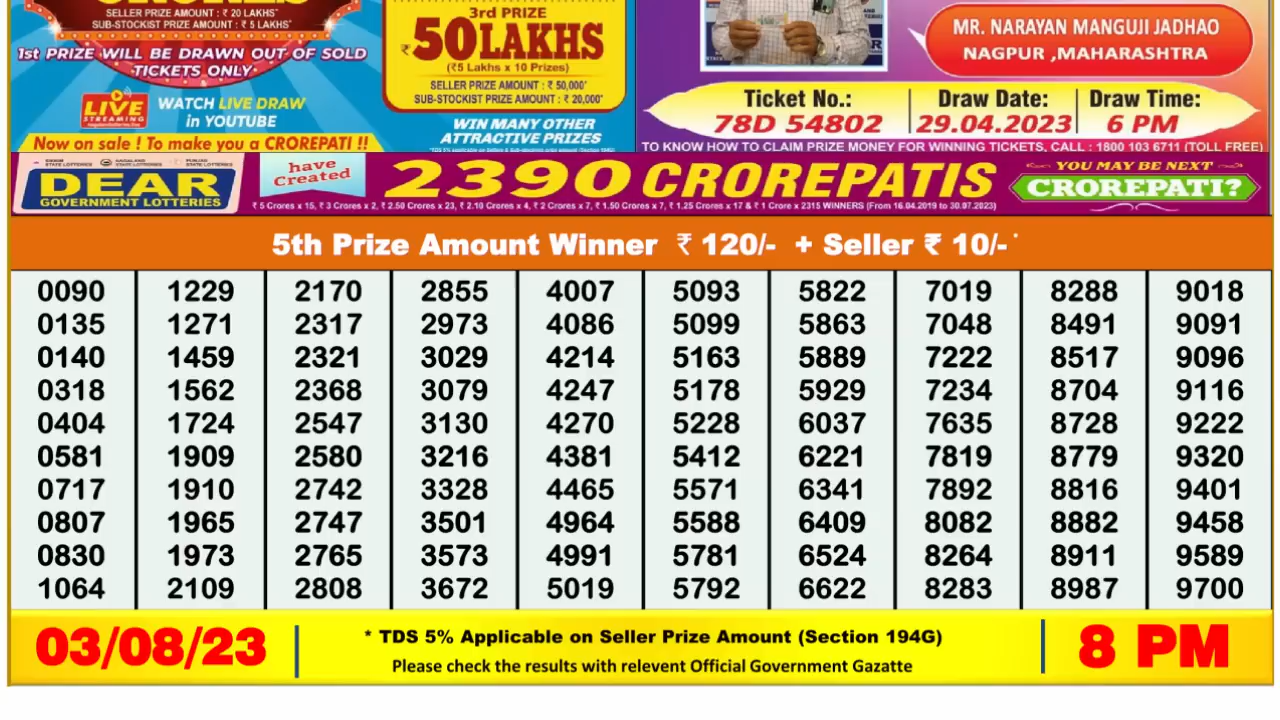 CRORES
SELLER PRIZE AMOUNT : ₹ 20 LAKHS*
SUB-STOCKIST PRIZE AMOUNT : ₹ 5 LAKHS*
1st PRIZE WILL BE DRAWN OUT OF SOLD
TICKETS ONLY
LIVE
STREAMING
WATCH LIVE DRAW
in YOUTUBE
Now on sale ! To make you a CROREPATI !!
3rd PRIZE
₹50LAKHS
(₹5 Lakhs x 10 Prizes)
SELLER PRIZE AMOUNT : ₹ 50,000*
SUB-STOCKIST PRIZE AMOUNT : ₹ 20,000*
WIN MANY OTHER
ATTRACTIVE PRIZES
MR. NARAYAN MANGUJI JADHAO
NAGPUR ,MAHARASHTRA
Ticket No.: Draw Date: Draw Time:
78D 54802 29.04.2023 6 PM
TO KNOW HOW TO CLAIM PRIZE MONEY FOR WINNING TICKETS, CALL : 1800 103 6711 (TOLL FREE)
DEAR
GOVERNMENT LOTTERIES
have
Created
2390 CROREPATIS
₹ 5 Crores x 15, ₹ 3 Crores x 2, ₹ 2.50 Crores x 23, ₹ 2.10 Crores x 4, ₹ 2 Crores x 7, ₹ 1.50 Crores x 7, ₹ 1.25 Crores x 17 & ₹ 1 Crore x 2315 WINNERS (From 16.04.2019 to 30.07.2023)
YOU MAY BE NEXT
CROREPATI?
5th Prize Amount Winner ₹ 120/- + Seller ₹ 10/- *
0090 1229 2170 2855 4007 5093 5822 7019 8288 9018
0135 1271 2317 2973 4086 5099 5863 7048 8491 9091
0140 1459 2321 3029 4214 5163 5889 7222 8517 9096
0318 1562 2368 3079 4247 5178 5929 7234 8704 9116
0404 1724 2547 3130 4270 5228 6037 7635 8728 9222
0581 1909 2580 3216 4381 5412 6221 7819 8779 9320
0717 1910 2742 3328 4465 5571 6341 7892 8816 9401
0807 1965 2747 3501 4964 5588 6409 8082 8882 9458
0830 1973 2765 3573 4991 5781 6524 8264 8911 9589
1064 2109 2808 3672 5019 5792 6622 8283 8987 9700
03/08/23
* TDS 5% Applicable on Seller Prize Amount (Section 194G)
Please check the results with relevent Official Government Gazatte
8 PM